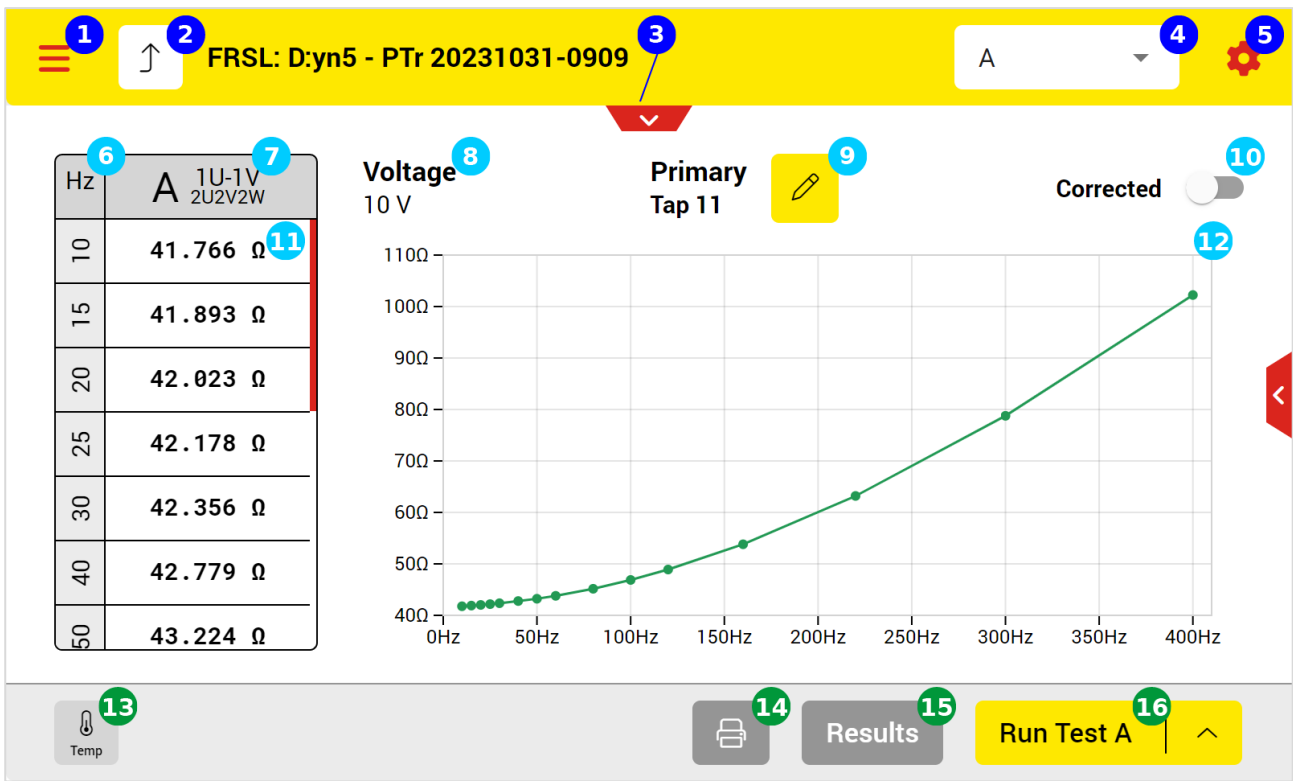 1
2
3
4
5
FRSL: D:yn5 - PTr 20231031-0909
A
6
7
8
9
10
Hz
A 1U-1V
2U2V2W
Voltage
10 V
Primary
Tap 11
Corrected
11
12
10 41.766 Ω
15 41.893 Ω
20 42.023 Ω
25 42.178 Ω
30 42.356 Ω
40 42.779 Ω
50 43.224 Ω
110Ω
100Ω
90Ω
80Ω
70Ω
60Ω
50Ω
40Ω
0Hz 50Hz 100Hz 150Hz 200Hz 250Hz 300Hz 350Hz 400Hz
13
14
15
16
Temp
Results
Run Test A